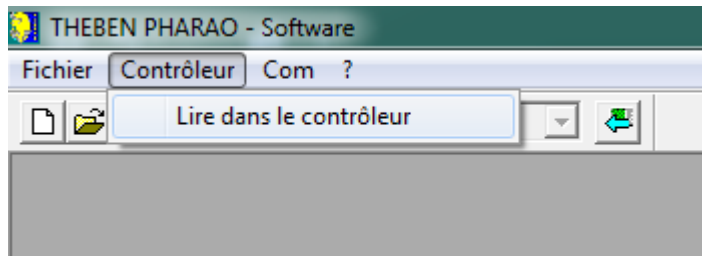 THEBEN PHARAO - Software
Fichier Contrôleur Com ?
Lire dans le contrôleur